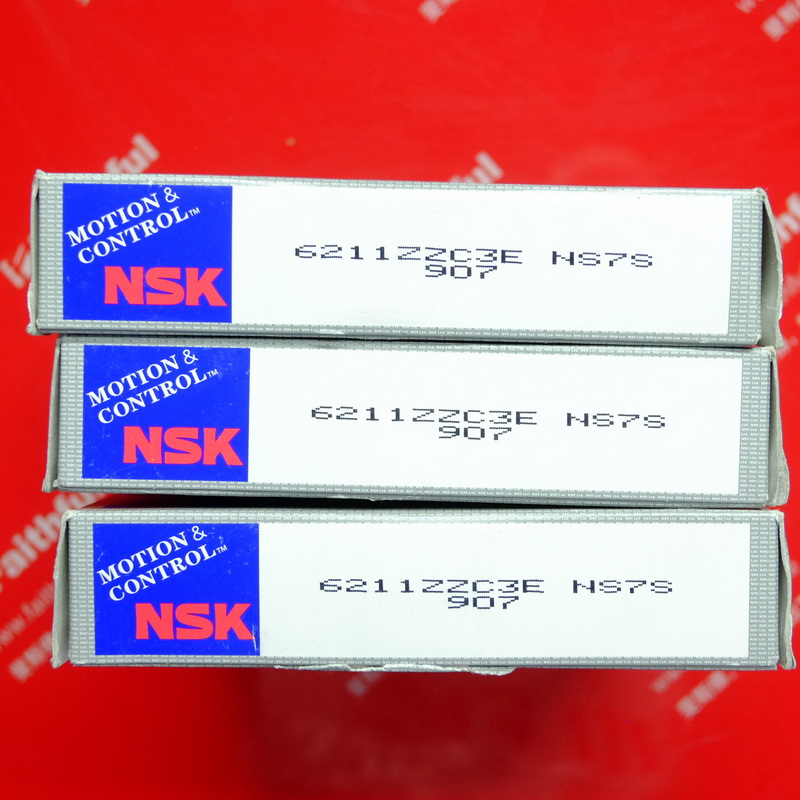 MOTION &
CONTROL™
NSK
6211ZZC3E NS7S
907
MOTION &
CONTROL™
NSK
6211ZZC3E NS7S
907
MOTION &
CONTROL™
NSK
6211ZZC3E NS7S
907